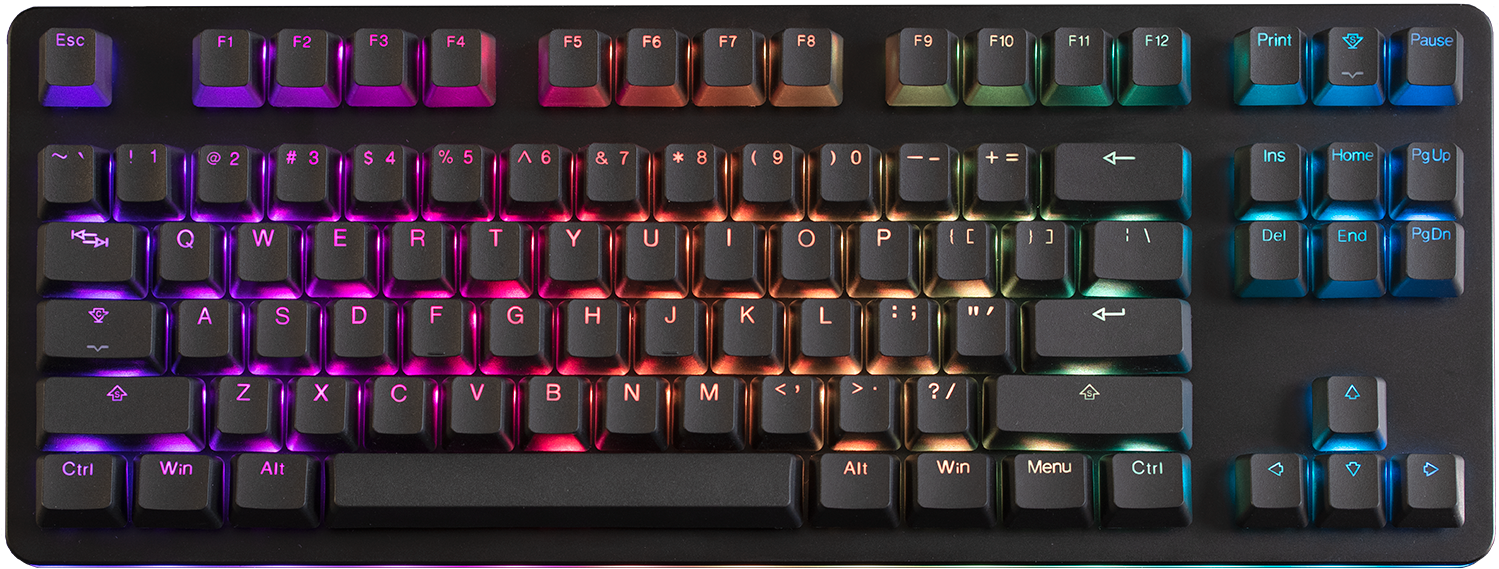 Esc F1 F2 F3 F4 F5 F6 F7 F8 F9 F10 F11 F12 Print S Pause
~ ` ! 1 @ 2 # 3 $ 4 % 5 ^ 6 & 7 * 8 ( 9 ) 0 — - + = ← Ins Home PgUp
Q W E R T Y U I O P { [ } ] ¦ \ Del End PgDn
C A S D F G H J K L : ; " ′
S Z X C V B N M < , > . ? / S
Ctrl Win Alt Alt Win Menu Ctrl